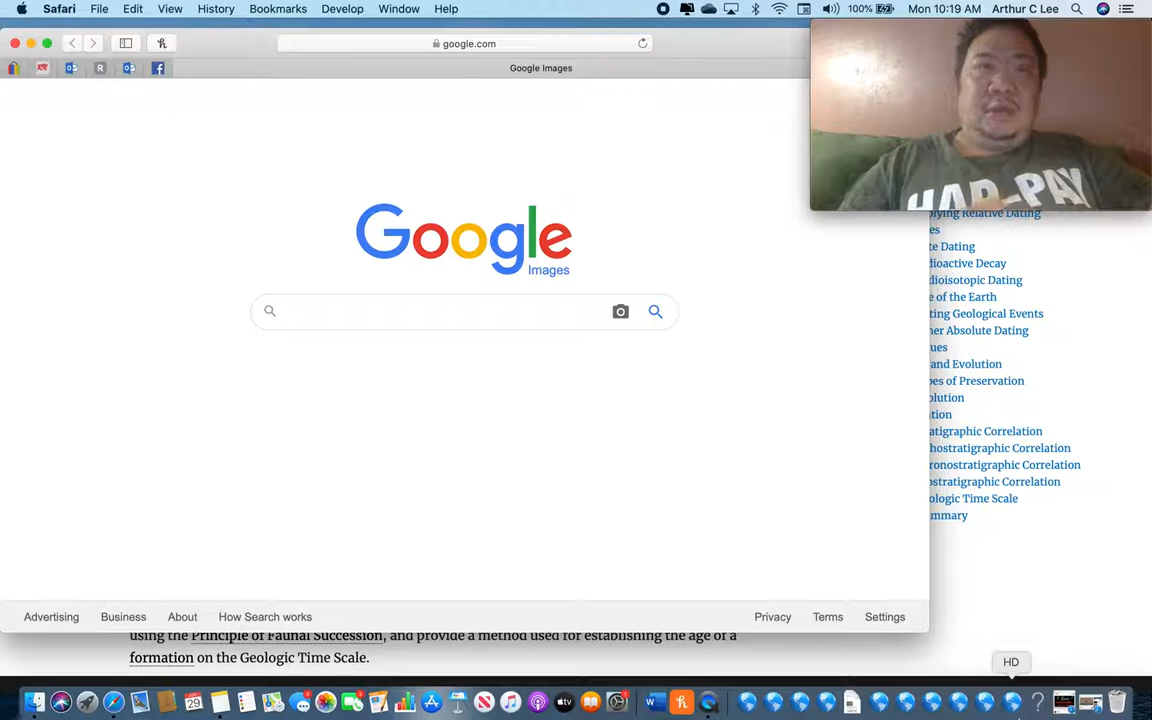 Safari File Edit View History Bookmarks Develop Window Help 100% Mon 10:19 AM Arthur C Lee
google.com
Google Images
HAR-PAY
Google
Images
plying Relative Dating
es
te Dating
dioactive Decay
dioisotopic Dating
e of the Earth
ting Geological Events
her Absolute Dating
ues
and Evolution
pes of Preservation
olution
ation
atigraphic Correlation
hostratigraphic Correlation
ronostratigraphic Correlation
ostratigraphic Correlation
ologic Time Scale
mmary
Advertising Business About How Search works Privacy Terms Settings
using the Principle of Faunal Succession, and provide a method used for establishing the age of a
formation on the Geologic Time Scale.
HD